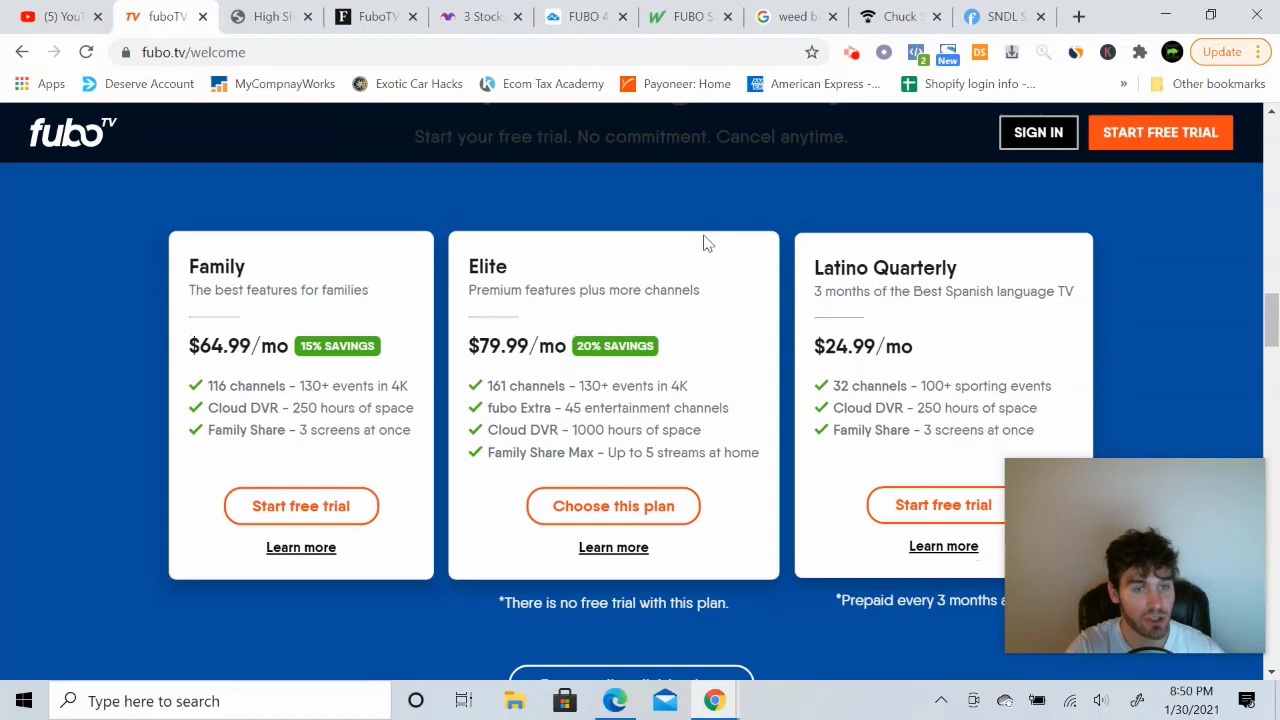 (5) YouT
fuboT
High Si
FuboTV
Stock
FUBO 4
FUBO S
weed b
Chuck S
SNDL S
fubo.tv/welcome
2
New
DS
K
Update
Apps
Deserve Account
MyCompnayWorks
Exotic Car Hacks
Ecom Tax Academy
Payoneer: Home
American Express -...
Shopify login info -...
»
Other bookmarks
fubo TV
Start your free trial. No commitment. Cancel anytime.
SIGN IN
START FREE TRIAL
Family
The best features for families
$64.99/mo 15% SAVINGS
116 channels - 130+ events in 4K
Cloud DVR - 250 hours of space
Family Share - 3 screens at once
Start free trial
Learn more
Elite
Premium features plus more channels
$79.99/mo 20% SAVINGS
161 channels - 130+ events in 4K
fubo Extra - 45 entertainment channels
Cloud DVR - 1000 hours of space
Family Share Max - Up to 5 streams at home
Choose this plan
Learn more
*There is no free trial with this plan.
Latino Quarterly
3 months of the Best Spanish language TV
$24.99/mo
32 channels - 100+ sporting events
Cloud DVR - 250 hours of space
Family Share - 3 screens at once
Start free trial
Learn more
*Prepaid every 3 months a
Type here to search
8:50 PM
1/30/2021